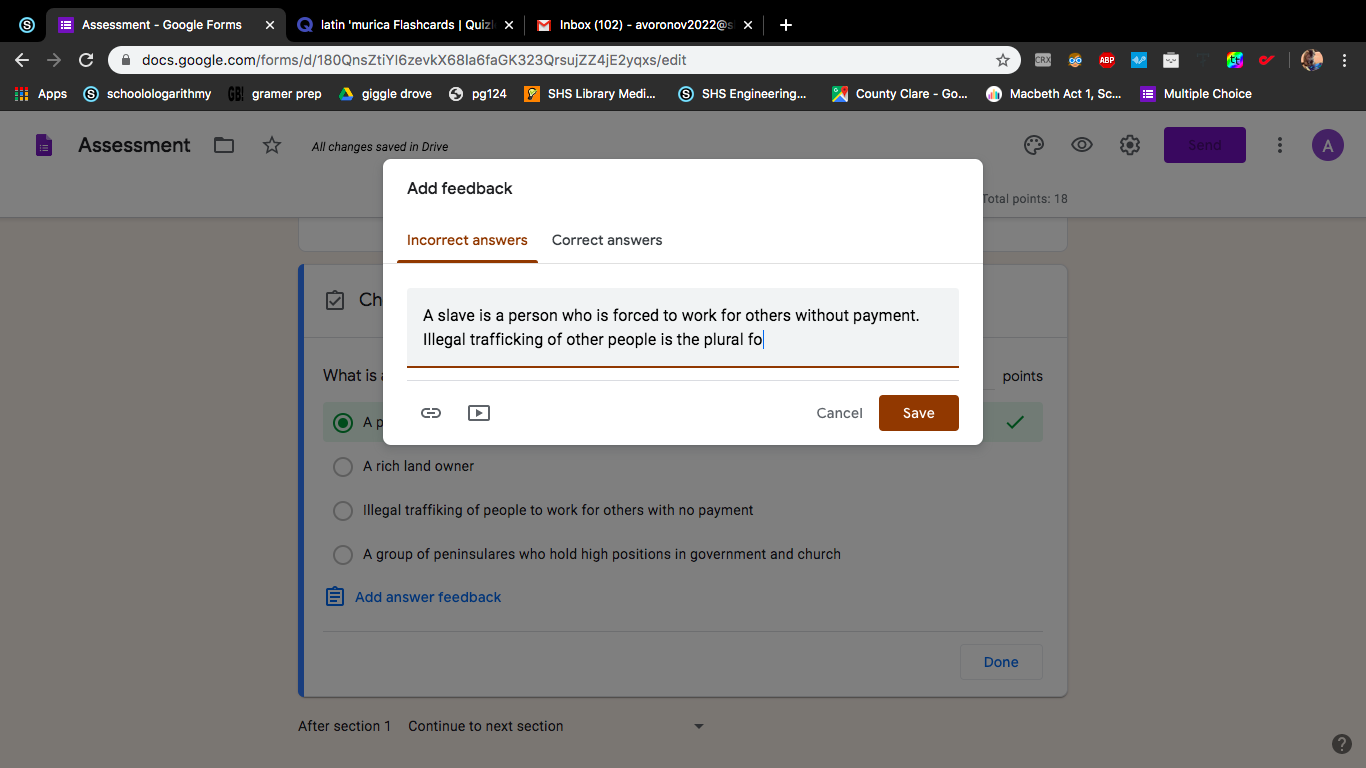 Assessment - Google Forms
latin 'murica Flashcards | Quiz
Inbox (102) - avoronov2022@s
docs.google.com/forms/d/180QnsZtiYI6zevkX68Ia6faGK323QrsujZZ4jE2yqxs/edit
CRX
ABP
Apps
schoologarithmy
GB!
gramer prep
giggle drove
pg124
SHS Library Medi...
SHS Engineering...
County Clare - Go...
Macbeth Act 1, Sc...
Multiple Choice
Assessment
All changes saved in Drive
Send
A
Total points: 18
Add feedback
Incorrect answers
Correct answers
A slave is a person who is forced to work for others without payment.
Illegal trafficking of other people is the plural fo
Cancel
Save
Ch
What is a
points
A p
A rich land owner
Illegal traffiking of people to work for others with no payment
A group of peninsulares who hold high positions in government and church
Add answer feedback
Done
After section 1
Continue to next section